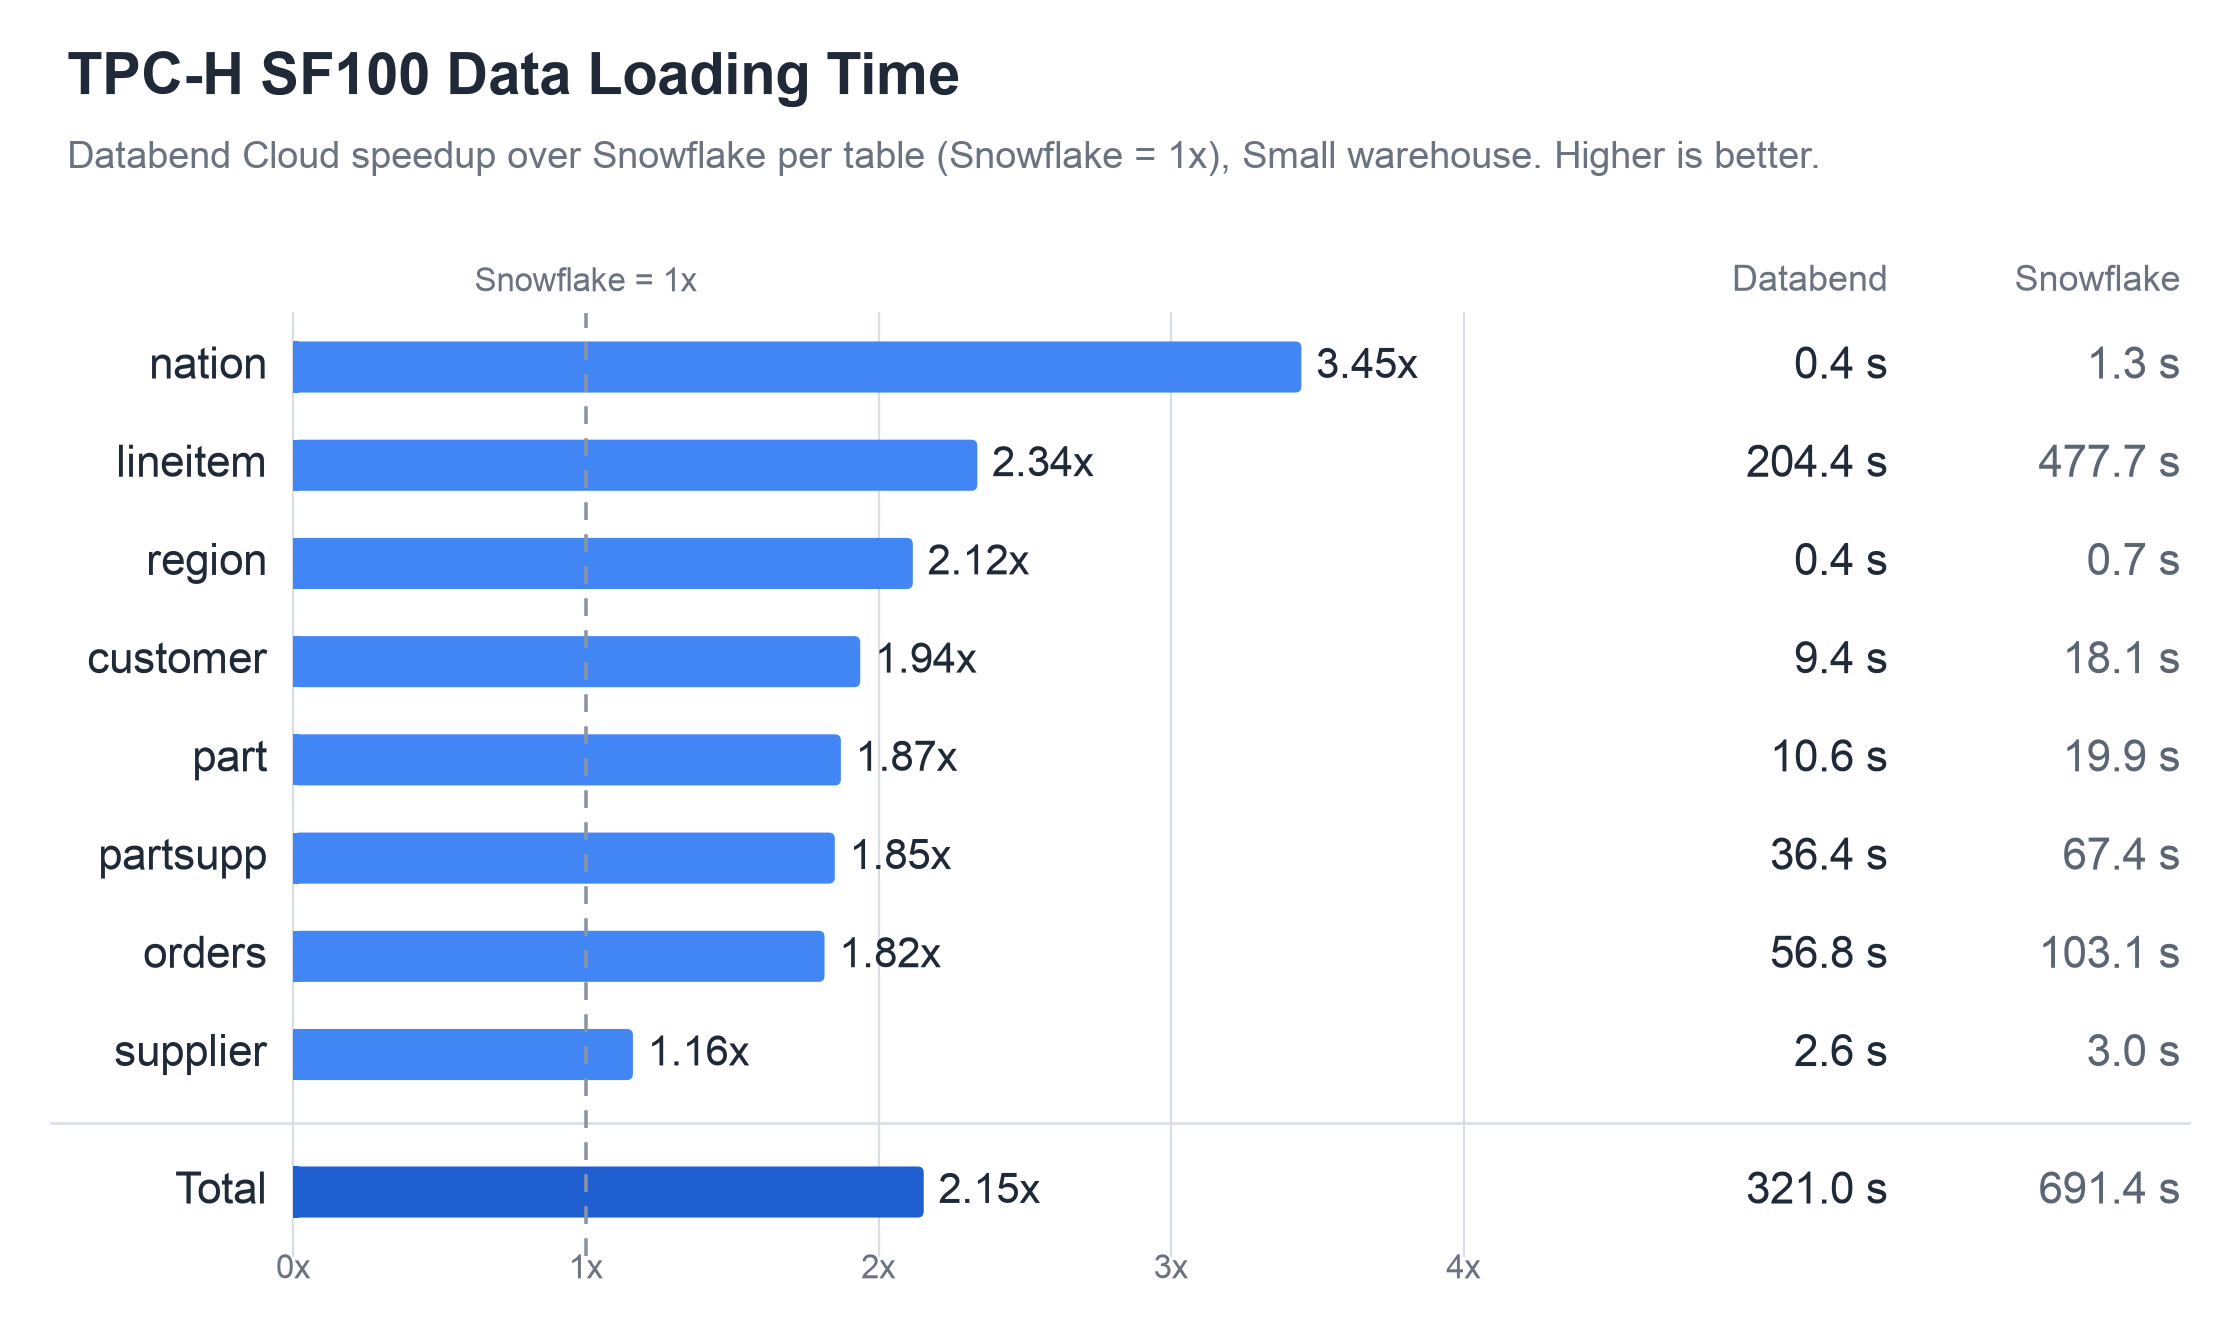 TPC-H SF100 Data Loading Time
Databend Cloud speedup over Snowflake per table (Snowflake = 1x), Small warehouse. Higher is better.
Snowflake = 1x Databend Snowflake
nation 3.45x 0.4 s 1.3 s
lineitem 2.34x 204.4 s 477.7 s
region 2.12x 0.4 s 0.7 s
customer 1.94x 9.4 s 18.1 s
part 1.87x 10.6 s 19.9 s
partsupp 1.85x 36.4 s 67.4 s
orders 1.82x 56.8 s 103.1 s
supplier 1.16x 2.6 s 3.0 s
Total 2.15x 321.0 s 691.4 s
0x 1x 2x 3x 4x